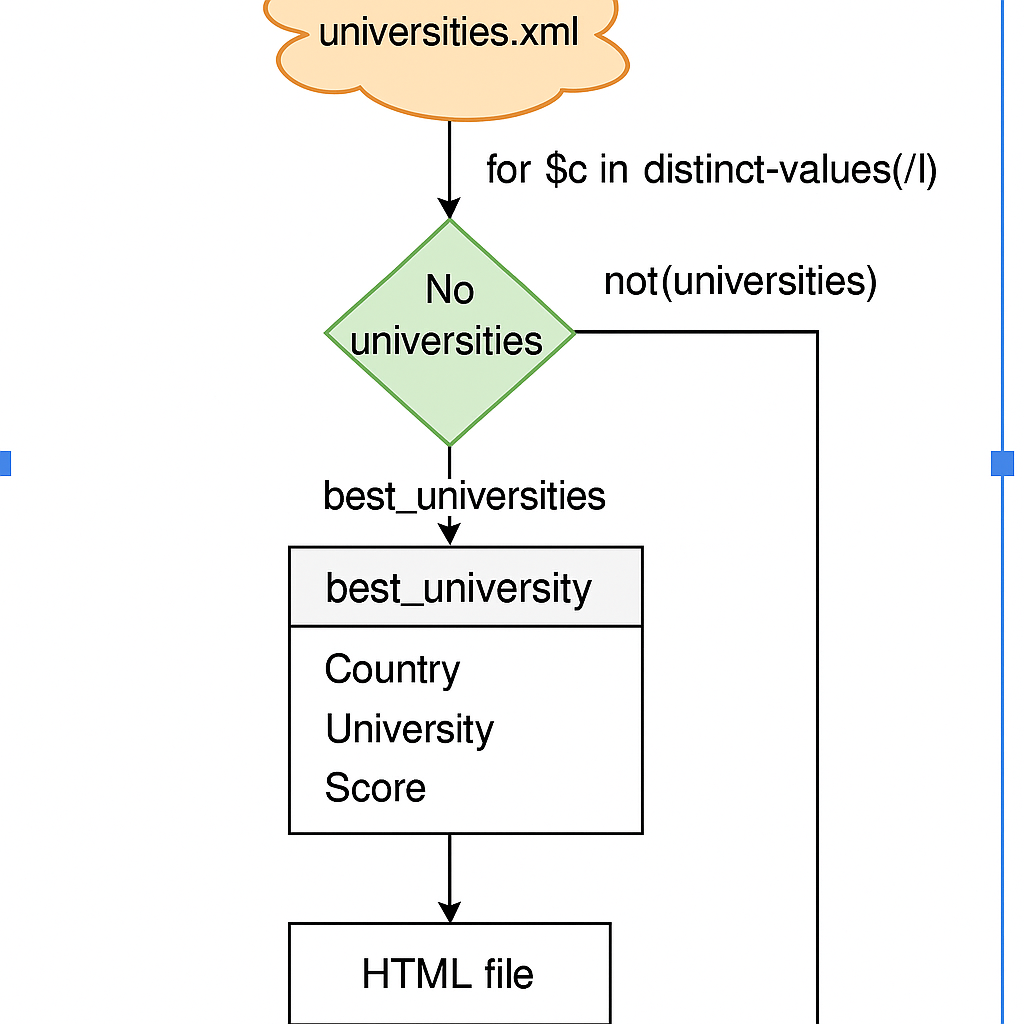 universities.xml
for $c in distinct-values(/l)
No
universities
not(universities)
best_universities
best_university
Country
University
Score
HTML file